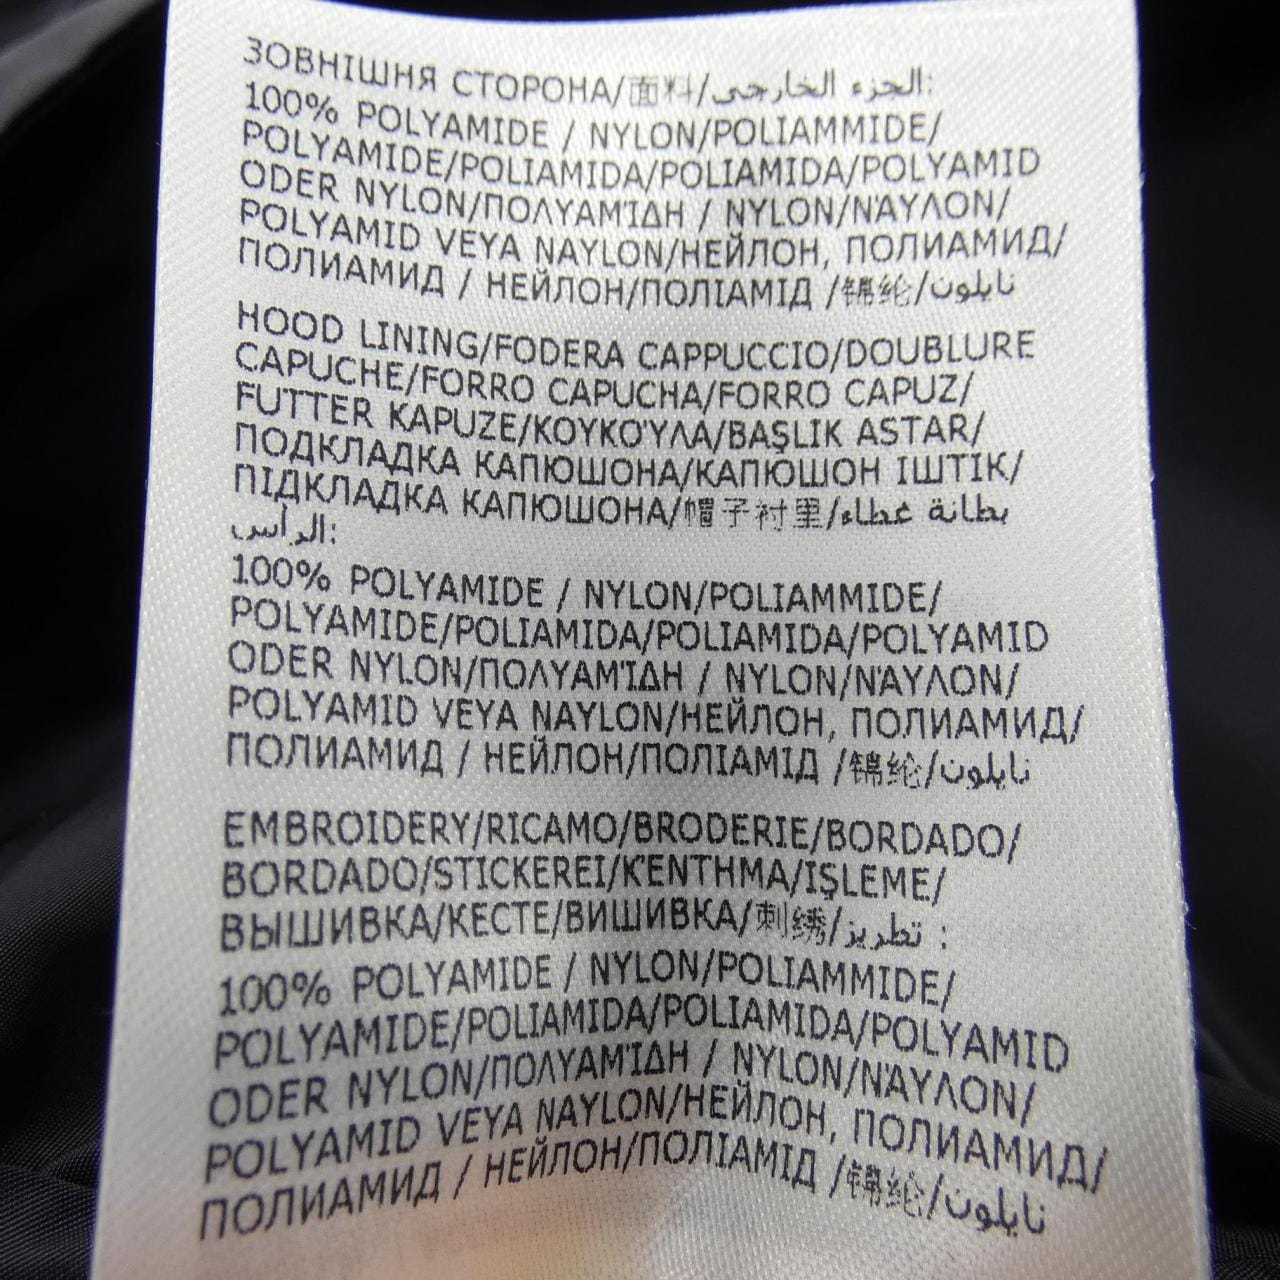 ЗОВНІШНЯ СТОРОНА/面料/الجزء الخارجى:
100% POLYAMIDE / NYLON/POLIAMMIDE/
POLYAMIDE/POLIAMIDA/POLIAMIDA/POLYAMID
ODER NYLON/ΠΟΛΥΑΜΊΔΗ / NYLON/ΝΆΥΛΟΝ/
POLYAMID VEYA NAYLON/НЕЙЛОН, ПОЛИАМИД/
ПОЛИАМИД / НЕЙЛОН/ПОЛІАМІД /锦纶/نايلون
HOOD LINING/FODERA CAPPUCCIO/DOUBLURE
CAPUCHE/FORRO CAPUCHA/FORRO CAPUZ/
FUTTER KAPUZE/ΚΟΥΚΟΎΛΑ/BAŞLIK ASTAR/
ПОДКЛАДКА КАПЮШОНА/КАПЮШОН ІШТІК/
ПІДКЛАДКА КАПЮШОНА/帽子衬里/بطانة غطاء
الرأس:
100% POLYAMIDE / NYLON/POLIAMMIDE/
POLYAMIDE/POLIAMIDA/POLIAMIDA/POLYAMID
ODER NYLON/ΠΟΛΥΑΜΊΔΗ / NYLON/ΝΆΥΛΟΝ/
POLYAMID VEYA NAYLON/НЕЙЛОН, ПОЛИАМИД/
ПОЛИАМИД / НЕЙЛОН/ПОЛІАМІД /锦纶/نايلون
EMBROIDERY/RICAMO/BRODERIE/BORDADO/
BORDADO/STICKEREI/ΚΈΝΤΗΜΑ/IŞLEME/
ВЫШИВКА/КЕСТЕ/ВИШИВКА/刺绣/تطريز :
100% POLYAMIDE / NYLON/POLIAMMIDE/
POLYAMIDE/POLIAMIDA/POLIAMIDA/POLYAMID
ODER NYLON/ΠΟΛΥΑΜΊΔΗ / NYLON/ΝΆΥΛΟΝ/
POLYAMID VEYA NAYLON/НЕЙЛОН, ПОЛИАМИД/
ПОЛИАМИД / НЕЙЛОН/ПОЛІАМІД /锦纶/نايلون